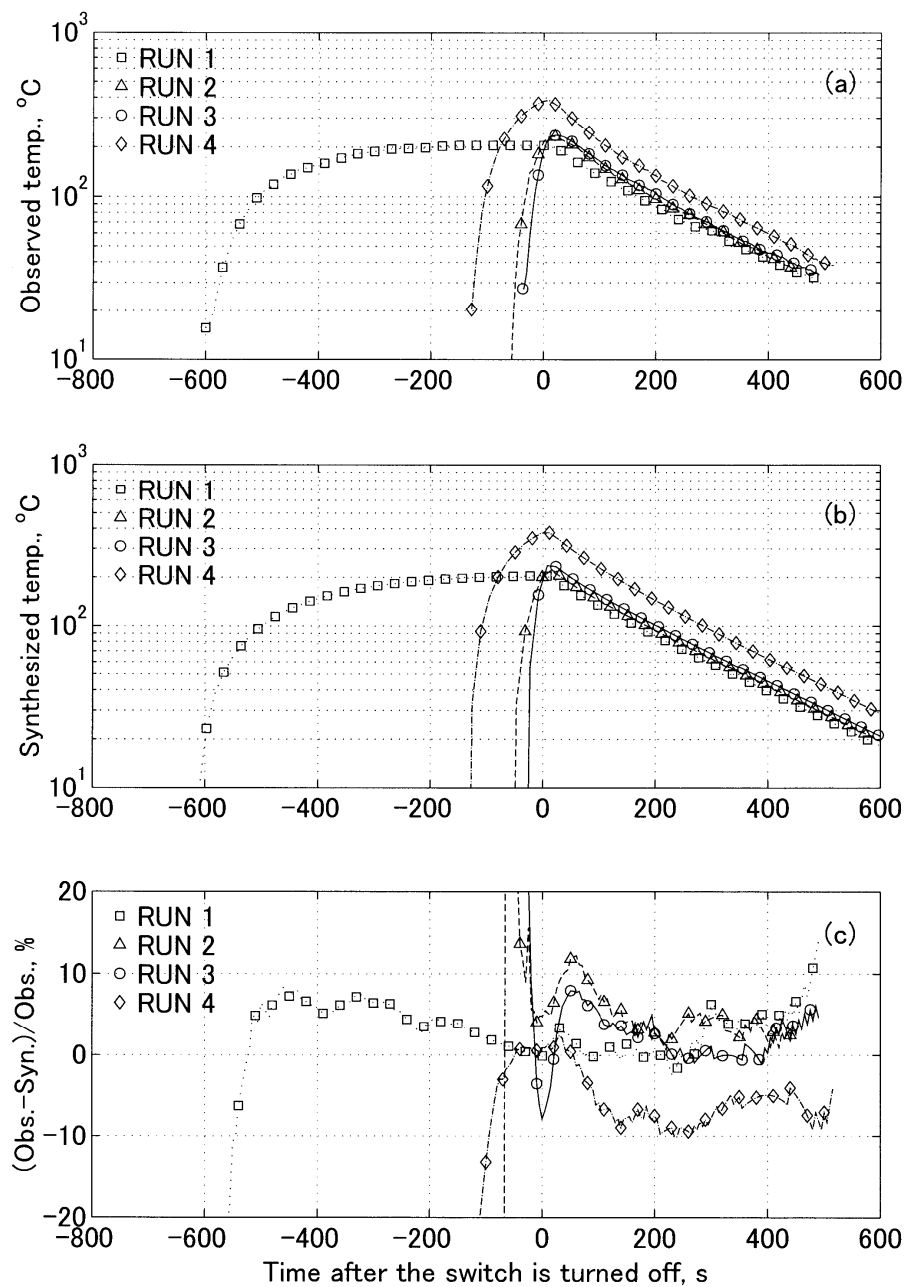 10^3
RUN 1
RUN 2
RUN 3
RUN 4
(a)
Observed temp., °C
10^2
10^1
−800 −600 −400 −200 0 200 400 600
10^3
RUN 1
RUN 2
RUN 3
RUN 4
(b)
Synthesized temp., °C
10^2
10^1
−800 −600 −400 −200 0 200 400 600
20
RUN 1
RUN 2
RUN 3
RUN 4
(c)
(Obs.−Syn.)/Obs., %
10
0
−10
−20
−800 −600 −400 −200 0 200 400 600
Time after the switch is turned off, s